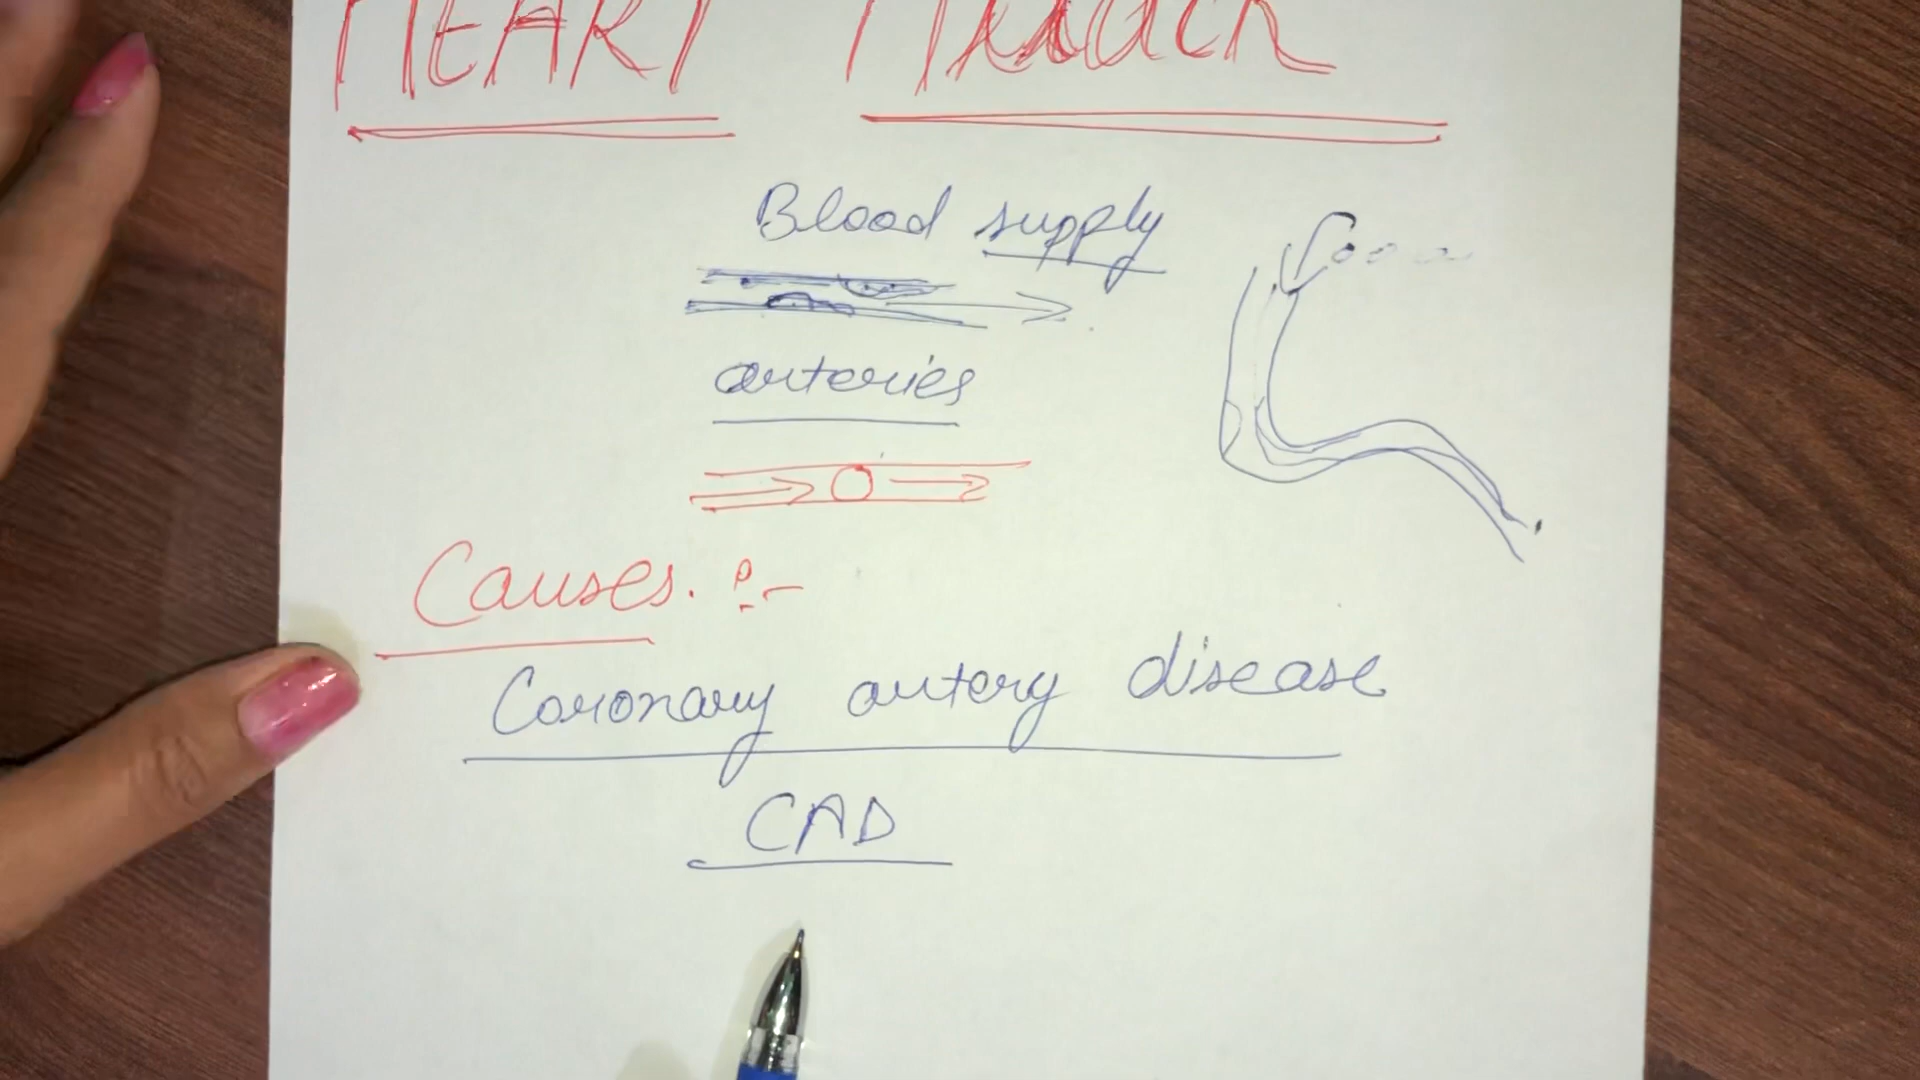 HEART Attack
Blood supply
arteries
Causes. :-
Coronary artery disease
CAD